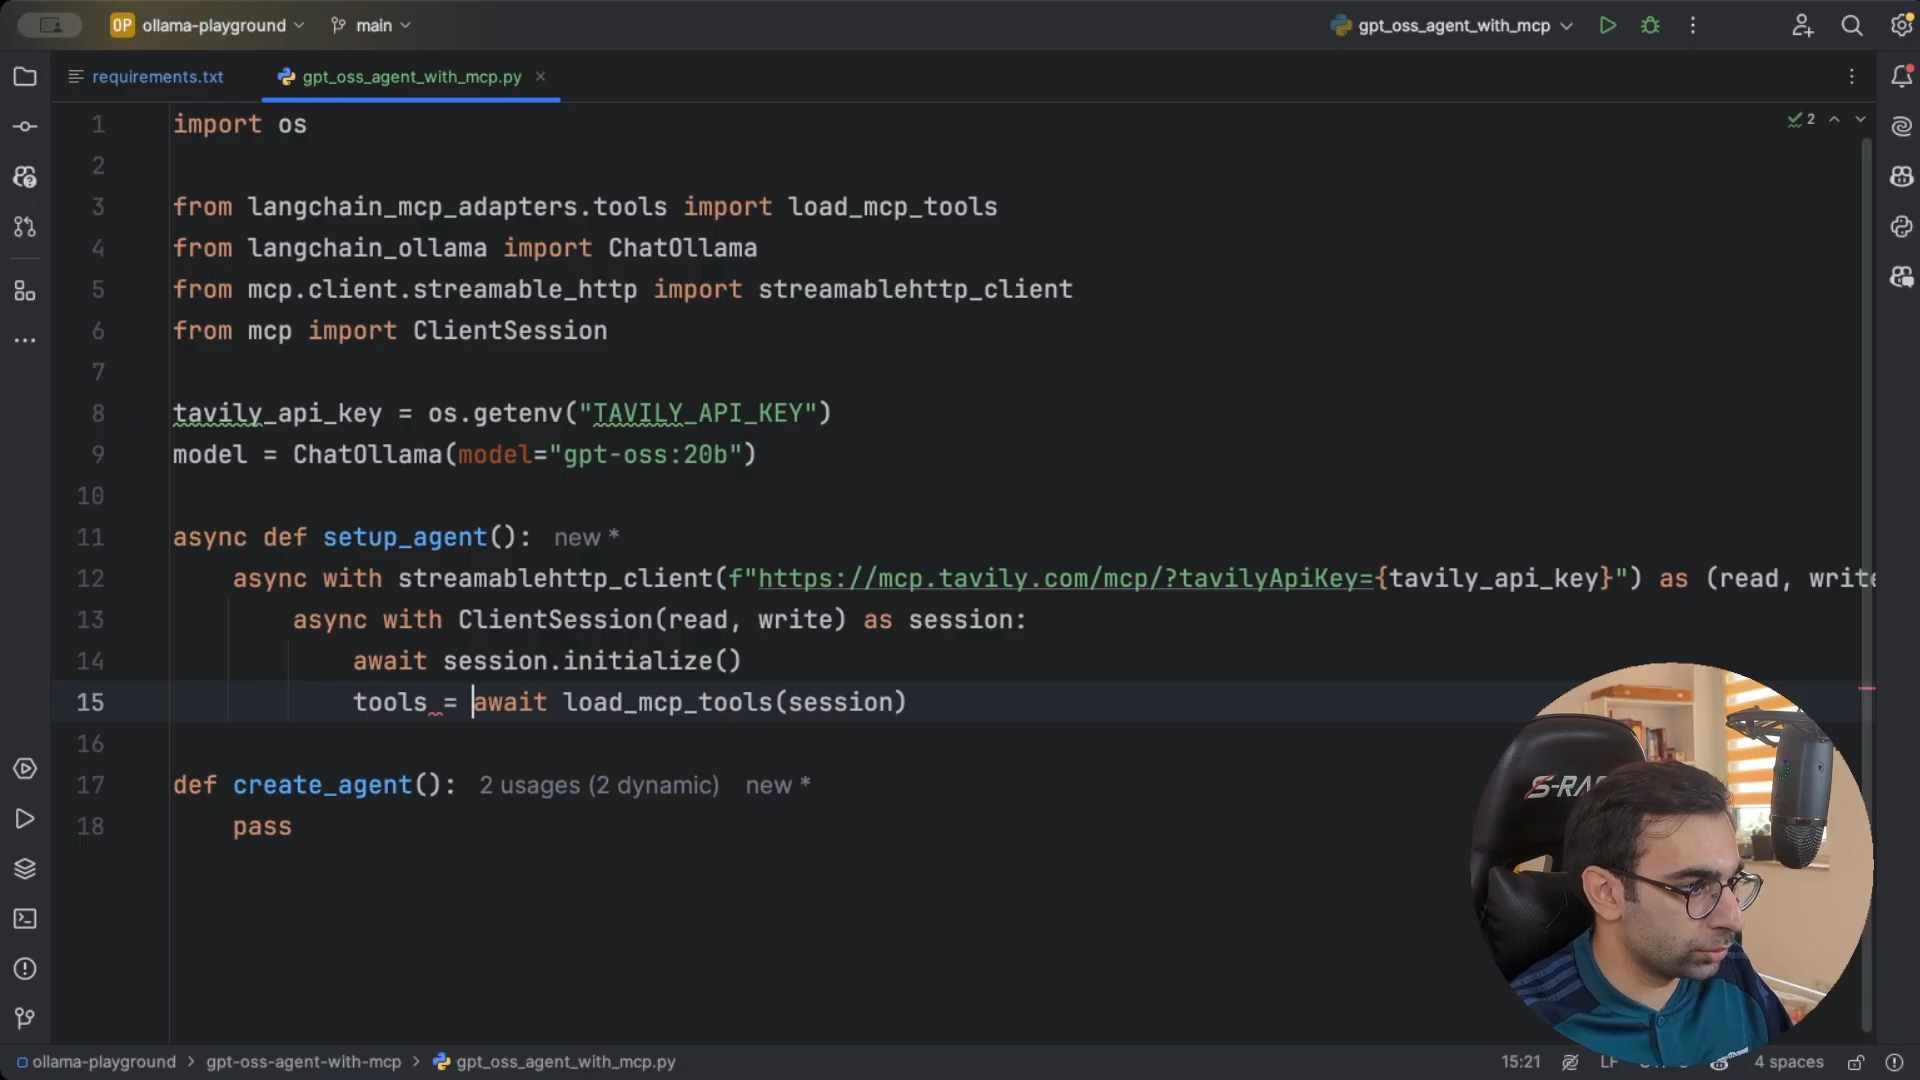 OP ollama-playground main gpt_oss_agent_with_mcp
requirements.txt gpt_oss_agent_with_mcp.py
1 import os
2
3 from langchain_mcp_adapters.tools import load_mcp_tools
4 from langchain_ollama import ChatOllama
5 from mcp.client.streamable_http import streamablehttp_client
6 from mcp import ClientSession
7
8 tavily_api_key = os.getenv("TAVILY_API_KEY")
9 model = ChatOllama(model="gpt-oss:20b")
10
11 async def setup_agent(): new *
12 async with streamablehttp_client(f"https://mcp.tavily.com/mcp/?tavilyApiKey={tavily_api_key}") as (read, write
13 async with ClientSession(read, write) as session:
14 await session.initialize()
15 tools = await load_mcp_tools(session)
16
17 def create_agent(): 2 usages (2 dynamic) new *
18 pass
2
S-RA
ollama-playground > gpt-oss-agent-with-mcp > gpt_oss_agent_with_mcp.py 15:21 LF 4 spaces